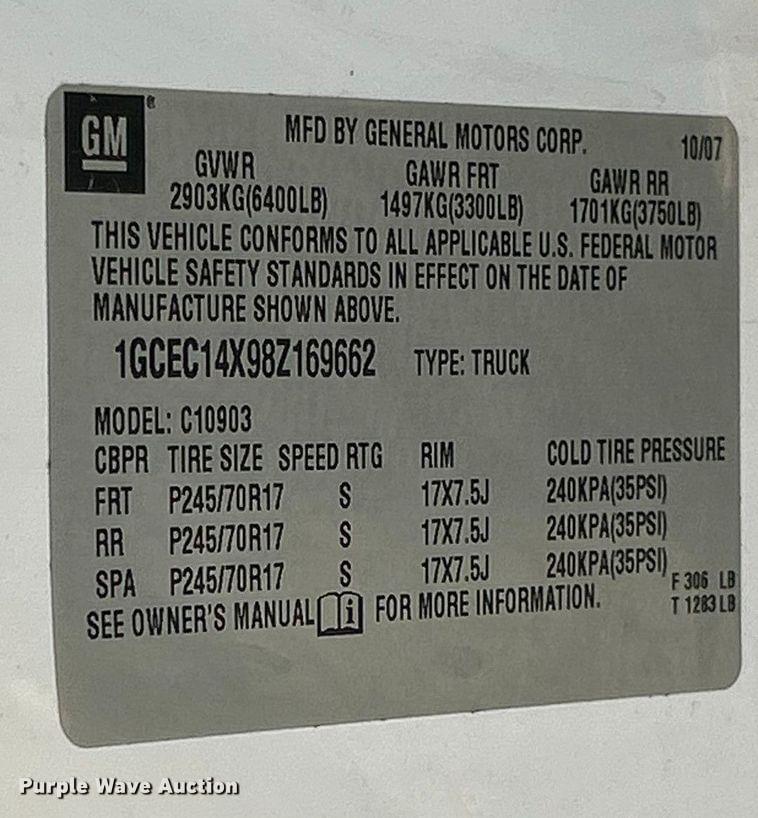 GM ®
MFD BY GENERAL MOTORS CORP. 10/07
GVWR GAWR FRT GAWR RR
2903KG(6400LB) 1497KG(3300LB) 1701KG(3750LB)
THIS VEHICLE CONFORMS TO ALL APPLICABLE U.S. FEDERAL MOTOR
VEHICLE SAFETY STANDARDS IN EFFECT ON THE DATE OF
MANUFACTURE SHOWN ABOVE.
1GCEC14X98Z169662 TYPE: TRUCK
MODEL: C10903
CBPR TIRE SIZE SPEED RTG RIM COLD TIRE PRESSURE
FRT P245/70R17 S 17X7.5J 240KPA(35PSI)
RR P245/70R17 S 17X7.5J 240KPA(35PSI)
SPA P245/70R17 S 17X7.5J 240KPA(35PSI)
F 306 LB
SEE OWNER'S MANUAL i FOR MORE INFORMATION. T 1283 LB
Purple Wave Auction